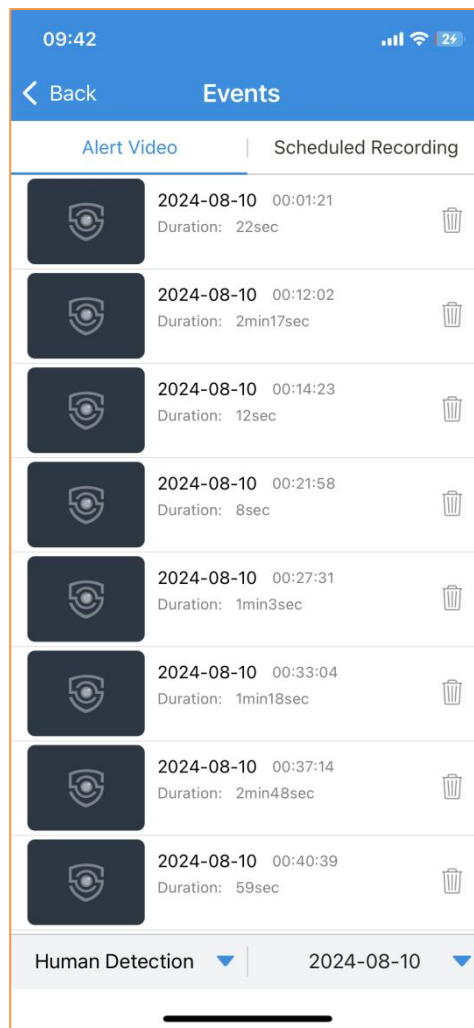 09:42
24
Back Events
Alert Video Scheduled Recording
2024-08-10 00:01:21
Duration: 22sec
2024-08-10 00:12:02
Duration: 2min17sec
2024-08-10 00:14:23
Duration: 12sec
2024-08-10 00:21:58
Duration: 8sec
2024-08-10 00:27:31
Duration: 1min3sec
2024-08-10 00:33:04
Duration: 1min18sec
2024-08-10 00:37:14
Duration: 2min48sec
2024-08-10 00:40:39
Duration: 59sec
Human Detection 2024-08-10